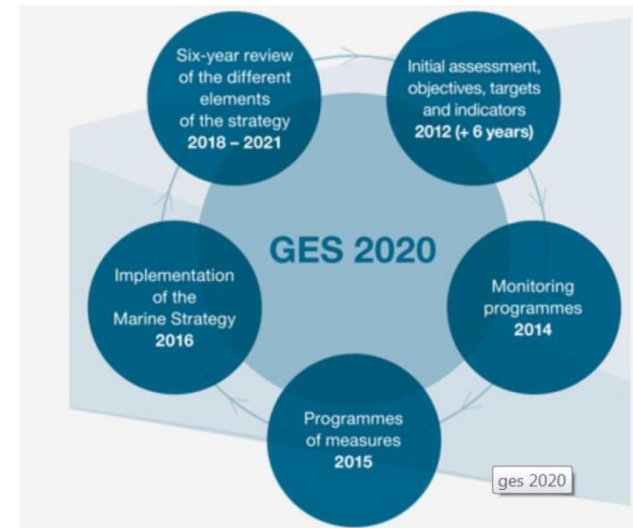 Six-year review
of the different
elements
of the strategy
2018 – 2021
Initial assessment,
objectives, targets
and indicators
2012 (+ 6 years)
GES 2020
Implementation
of the
Marine Strategy
2016
Monitoring
programmes
2014
Programmes
of measures
2015
ges 2020